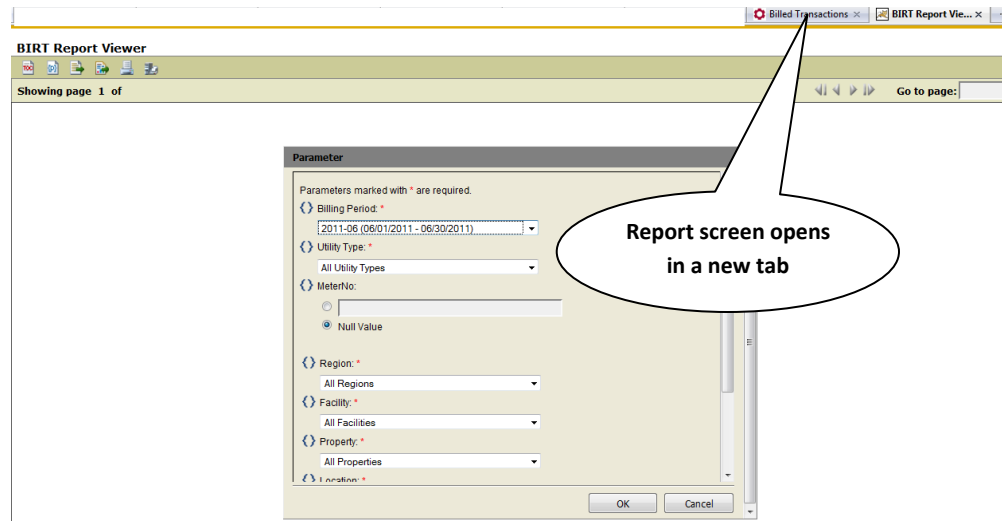 Billed Transactions
BIRT Report Vie...
BIRT Report Viewer
Showing page 1 of
Go to page:
Parameter
Parameters marked with * are required.
Billing Period: *
2011-06 (06/01/2011 - 06/30/2011)
Utility Type: *
All Utility Types
MeterNo:
Null Value
Region: *
All Regions
Facility: *
All Facilities
Property: *
All Properties
Location: *
OK Cancel
Report screen opens
in a new tab